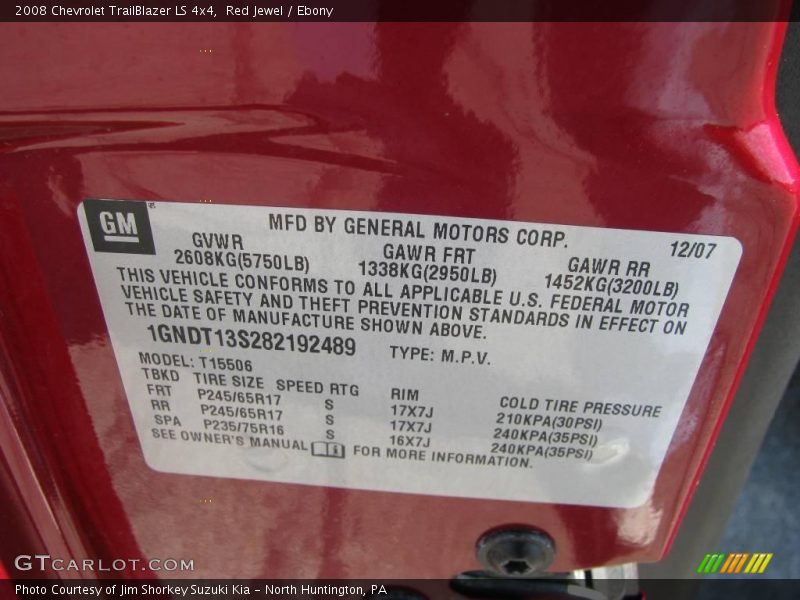 2008 Chevrolet TrailBlazer LS 4x4, Red Jewel / Ebony
GM
MFD BY GENERAL MOTORS CORP.
12/07
GVWR GAWR FRT GAWR RR
2608KG(5750LB) 1338KG(2950LB) 1452KG(3200LB)
THIS VEHICLE CONFORMS TO ALL APPLICABLE U.S. FEDERAL MOTOR
VEHICLE SAFETY AND THEFT PREVENTION STANDARDS IN EFFECT ON
THE DATE OF MANUFACTURE SHOWN ABOVE.
1GNDT13S282192489 TYPE: M.P.V.
MODEL: T15506
TBKD TIRE SIZE SPEED RTG RIM COLD TIRE PRESSURE
FRT P245/65R17 S 17X7J 210KPA(30PSI)
RR P245/65R17 S 17X7J 240KPA(35PSI)
SPA P235/75R16 S 16X7J 240KPA(35PSI)
SEE OWNER'S MANUAL FOR MORE INFORMATION.
GTCARLOT.COM
Photo Courtesy of Jim Shorkey Suzuki Kia - North Huntington, PA